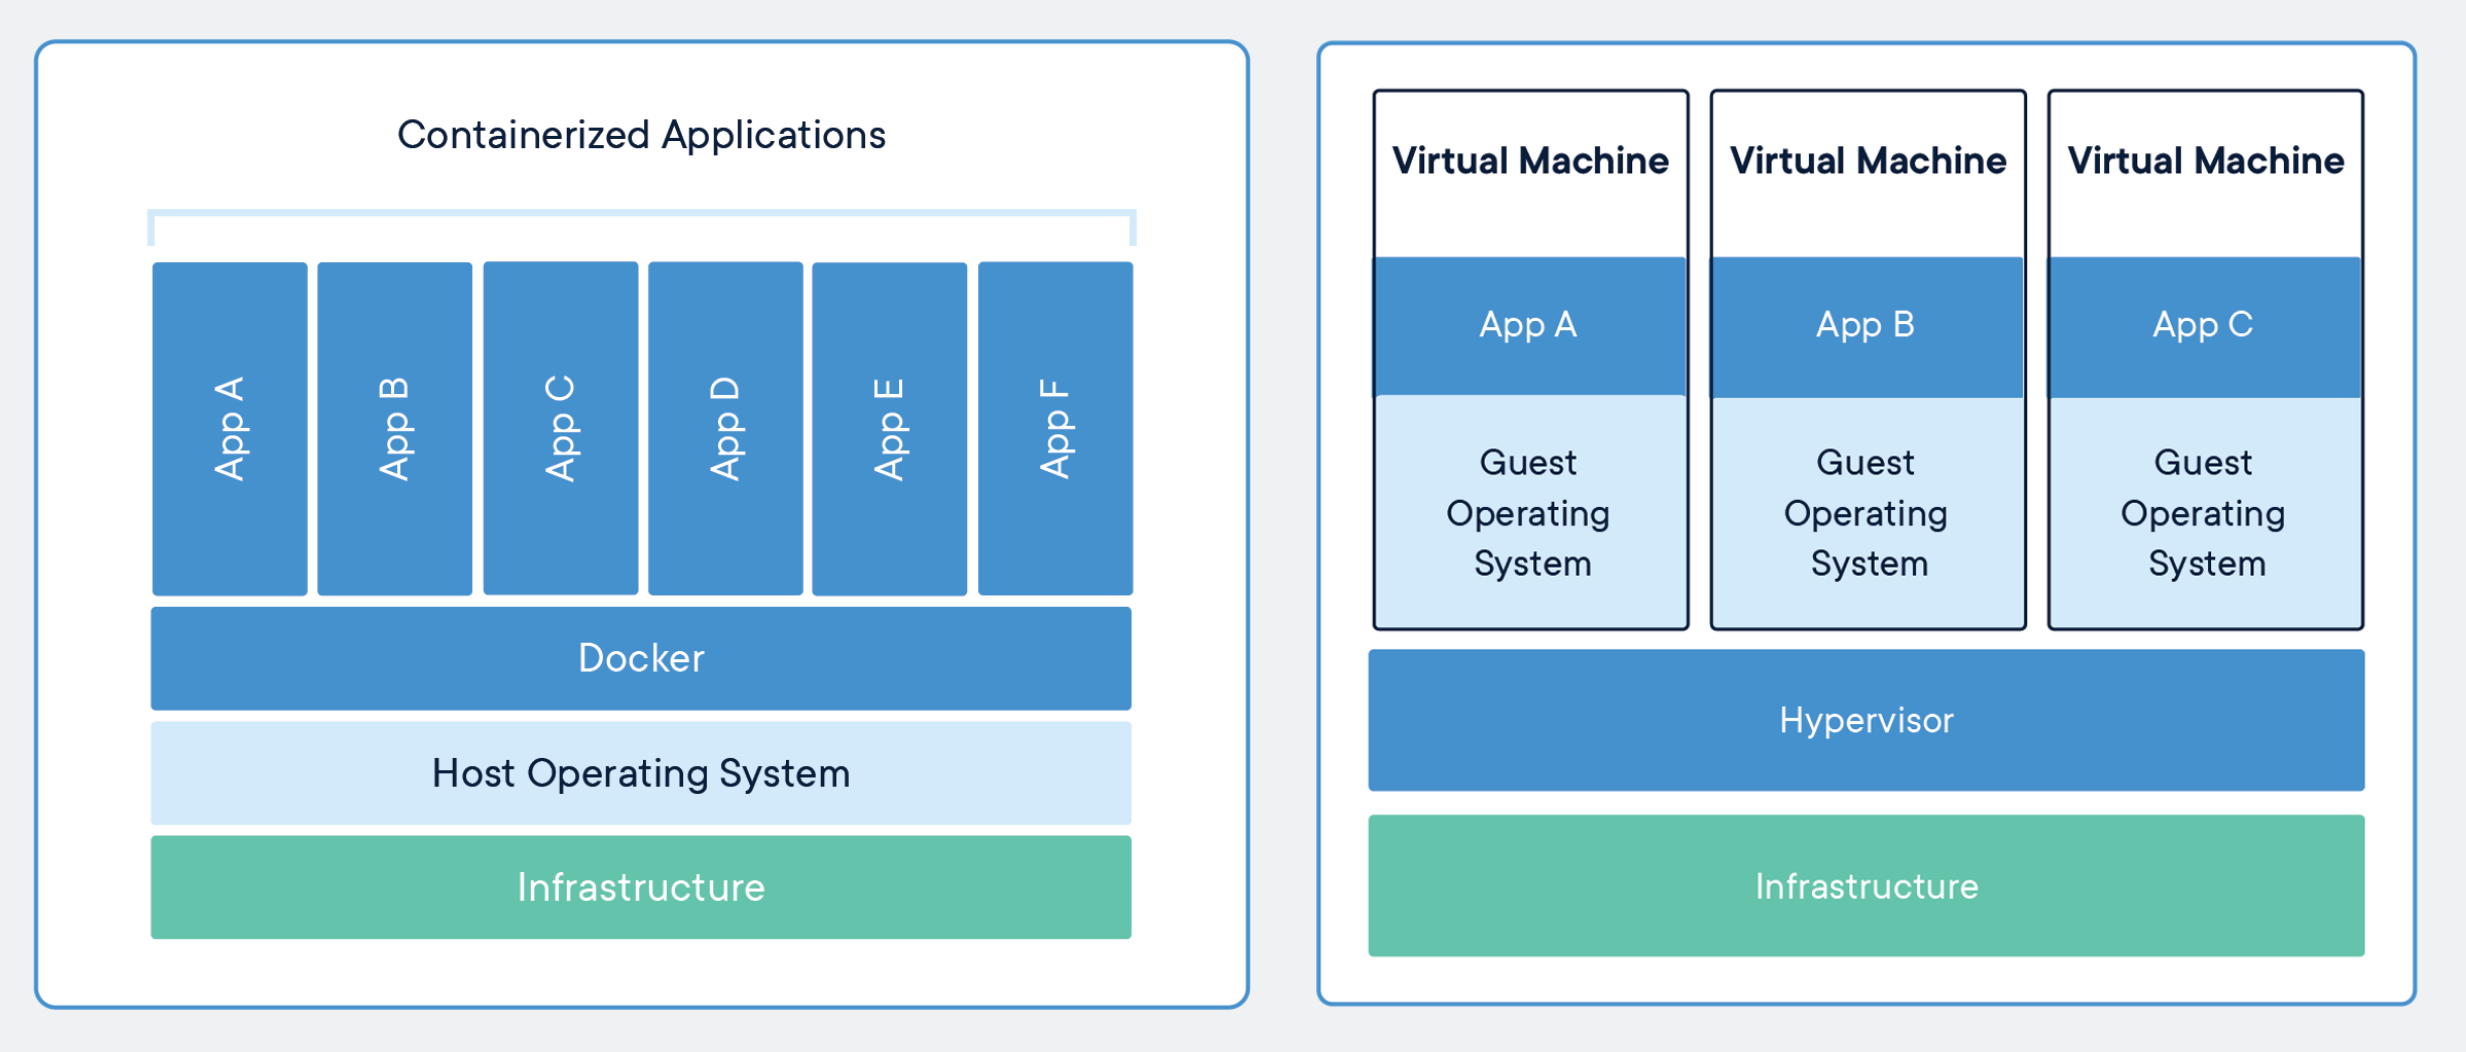 Containerized Applications
App A
App B
App C
App D
App E
App F
Docker
Host Operating System
Infrastructure
Virtual Machine
App A
Guest
Operating
System
Virtual Machine
App B
Guest
Operating
System
Virtual Machine
App C
Guest
Operating
System
Hypervisor
Infrastructure